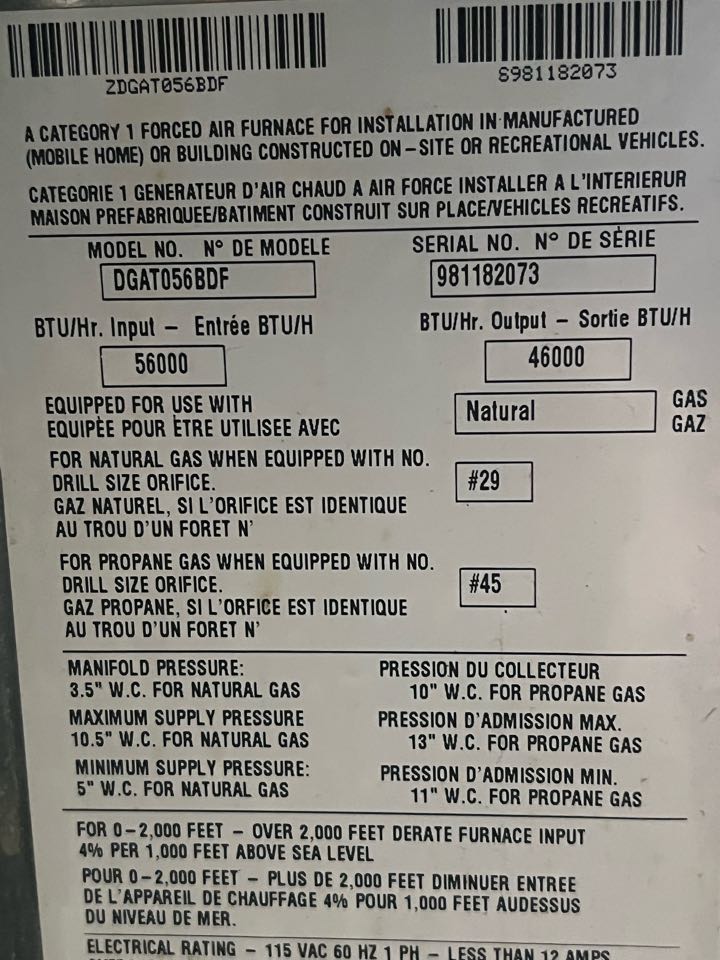 ZDGAT056BDF
S981182073
A CATEGORY 1 FORCED AIR FURNACE FOR INSTALLATION IN MANUFACTURED
(MOBILE HOME) OR BUILDING CONSTRUCTED ON-SITE OR RECREATIONAL VEHICLES.
CATEGORIE 1 GENERATEUR D'AIR CHAUD A AIR FORCE INSTALLER A L'INTERIERUR
MAISON PREFABRIQUEE/BATIMENT CONSTRUIT SUR PLACE/VEHICLES RECREATIFS.
MODEL NO. N° DE MODELE
SERIAL NO. N° DE SÈRIE
DGAT056BDF
981182073
BTU/Hr. Input - Entrée BTU/H
BTU/Hr. Output - Sortie BTU/H
56000
46000
EQUIPPED FOR USE WITH
EQUIPÈE POUR ÈTRE UTILISEE AVEC
Natural
GAS
GAZ
FOR NATURAL GAS WHEN EQUIPPED WITH NO.
DRILL SIZE ORIFICE.
GAZ NATUREL, SI L'ORIFICE EST IDENTIQUE
AU TROU D'UN FORET N'
#29
FOR PROPANE GAS WHEN EQUIPPED WITH NO.
DRILL SIZE ORIFICE.
GAZ PROPANE, SI L'ORFICE EST IDENTIQUE
AU TROU D'UN FORET N'
#45
MANIFOLD PRESSURE:
3.5" W.C. FOR NATURAL GAS
PRESSION DU COLLECTEUR
10" W.C. FOR PROPANE GAS
MAXIMUM SUPPLY PRESSURE
10.5" W.C. FOR NATURAL GAS
PRESSION D'ADMISSION MAX.
13" W.C. FOR PROPANE GAS
MINIMUM SUPPLY PRESSURE:
5" W.C. FOR NATURAL GAS
PRESSION D'ADMISSION MIN.
11" W.C. FOR PROPANE GAS
FOR 0-2,000 FEET - OVER 2,000 FEET DERATE FURNACE INPUT
4% PER 1,000 FEET ABOVE SEA LEVEL
POUR 0-2,000 FEET - PLUS DE 2,000 FEET DIMINUER ENTREE
DE L'APPAREIL DE CHAUFFAGE 4% POUR 1,000 FEET AUDESSUS
DU NIVEAU DE MER.
ELECTRICAL RATING - 115 VAC 60 HZ 1 PH - LESS THAN 12 AMPS